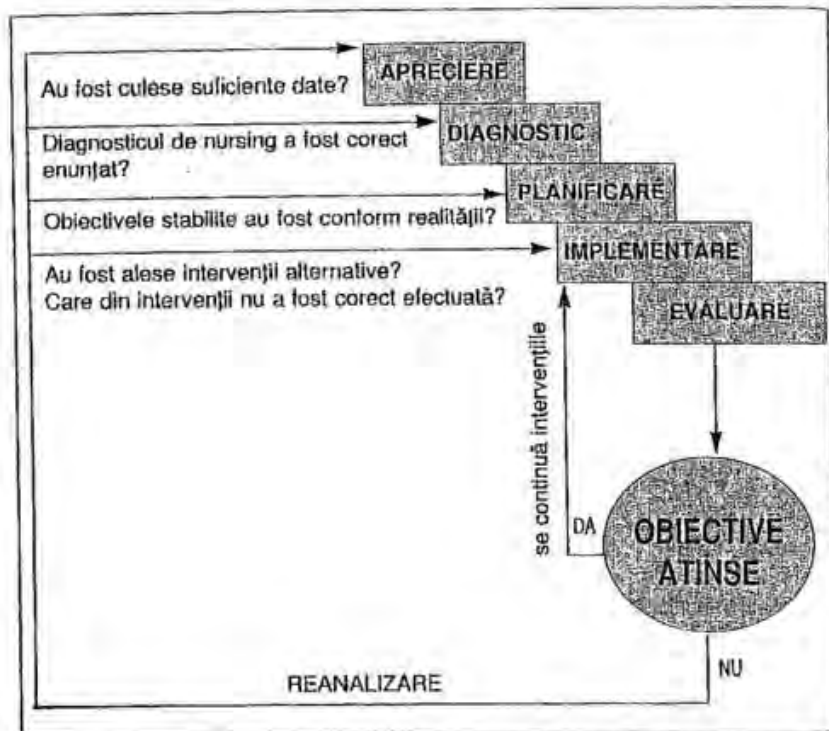 APRECIERE
Au fost culese suficiente date?
DIAGNOSTIC
Diagnosticul de nursing a fost corect
enunțat?
PLANIFICARE
Obiectivele stabilite au fost conform realității?
IMPLEMENTARE
Au fost alese intervenții alternative?
Care din intervenții nu a fost corect efectuată?
EVALUARE
se continuă intervențiile
DA
OBIECTIVE
ATINSE
NU
REANALIZARE